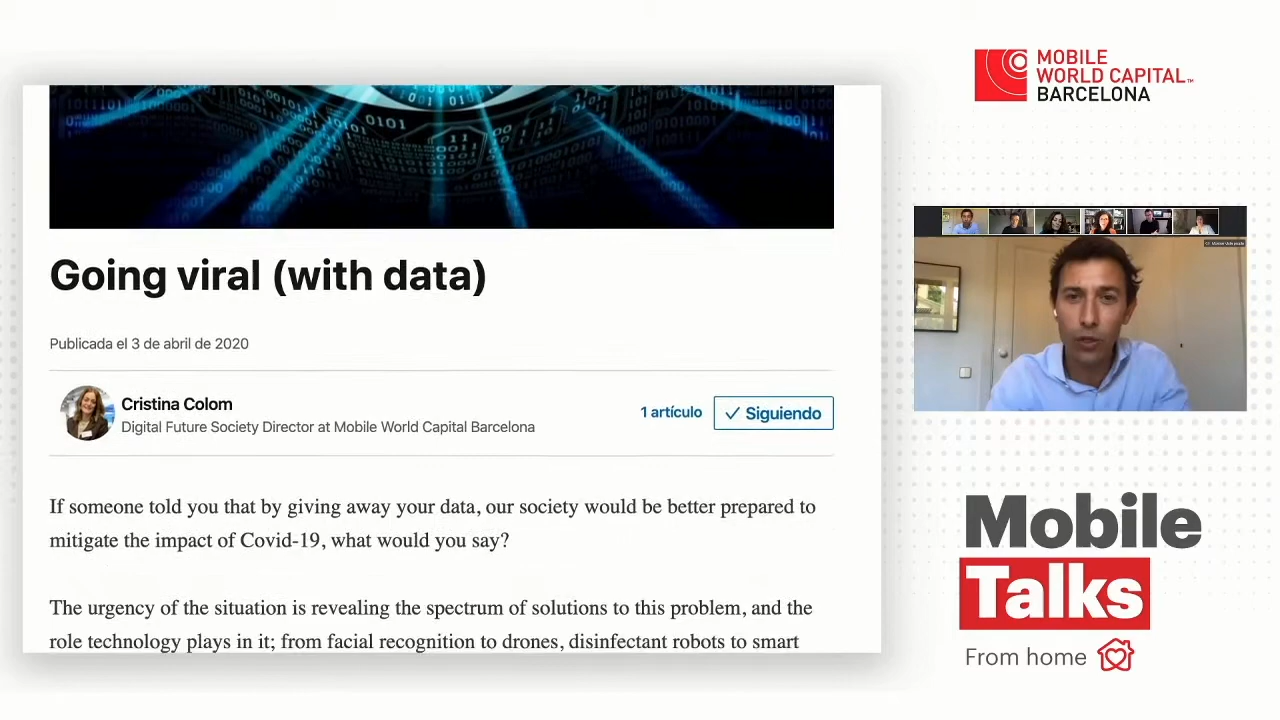 MOBILE
WORLD CAPITAL™
BARCELONA
Going viral (with data)
Publicada el 3 de abril de 2020
Cristina Colom
Digital Future Society Director at Mobile World Capital Barcelona
1 artículo
✓ Siguiendo
If someone told you that by giving away your data, our society would be better prepared to
mitigate the impact of Covid-19, what would you say?
The urgency of the situation is revealing the spectrum of solutions to this problem, and the
role technology plays in it; from facial recognition to drones, disinfectant robots to smart
Mobile
Talks
From home